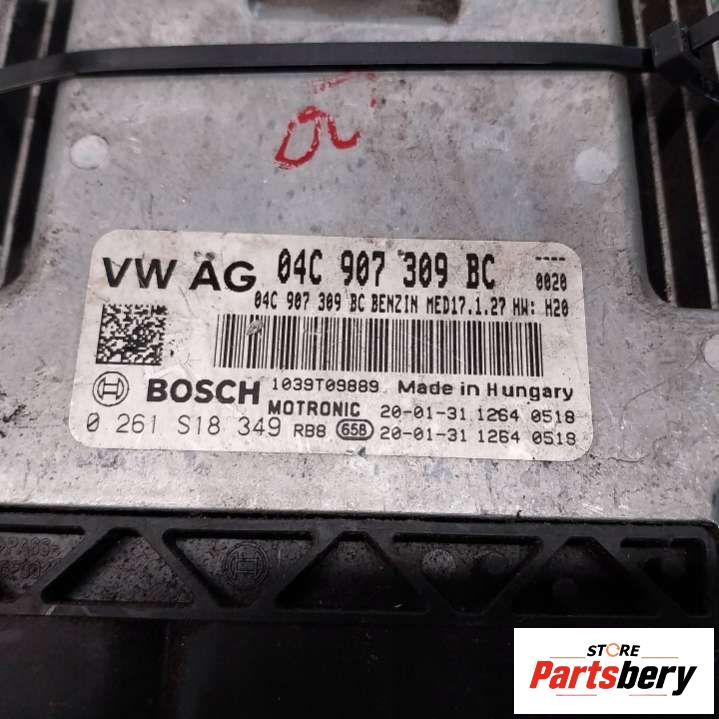 VW AG 04C 907 309 BC ----
0020
04C 907 309 BC BENZIN MED17.1.27 HW: H20
BOSCH 1039T09889 Made in Hungary
MOTRONIC 20-01-31 1264 0518
0 261 S18 349 RB8 65B 20-01-31 1264 0518
STORE
Partsbery